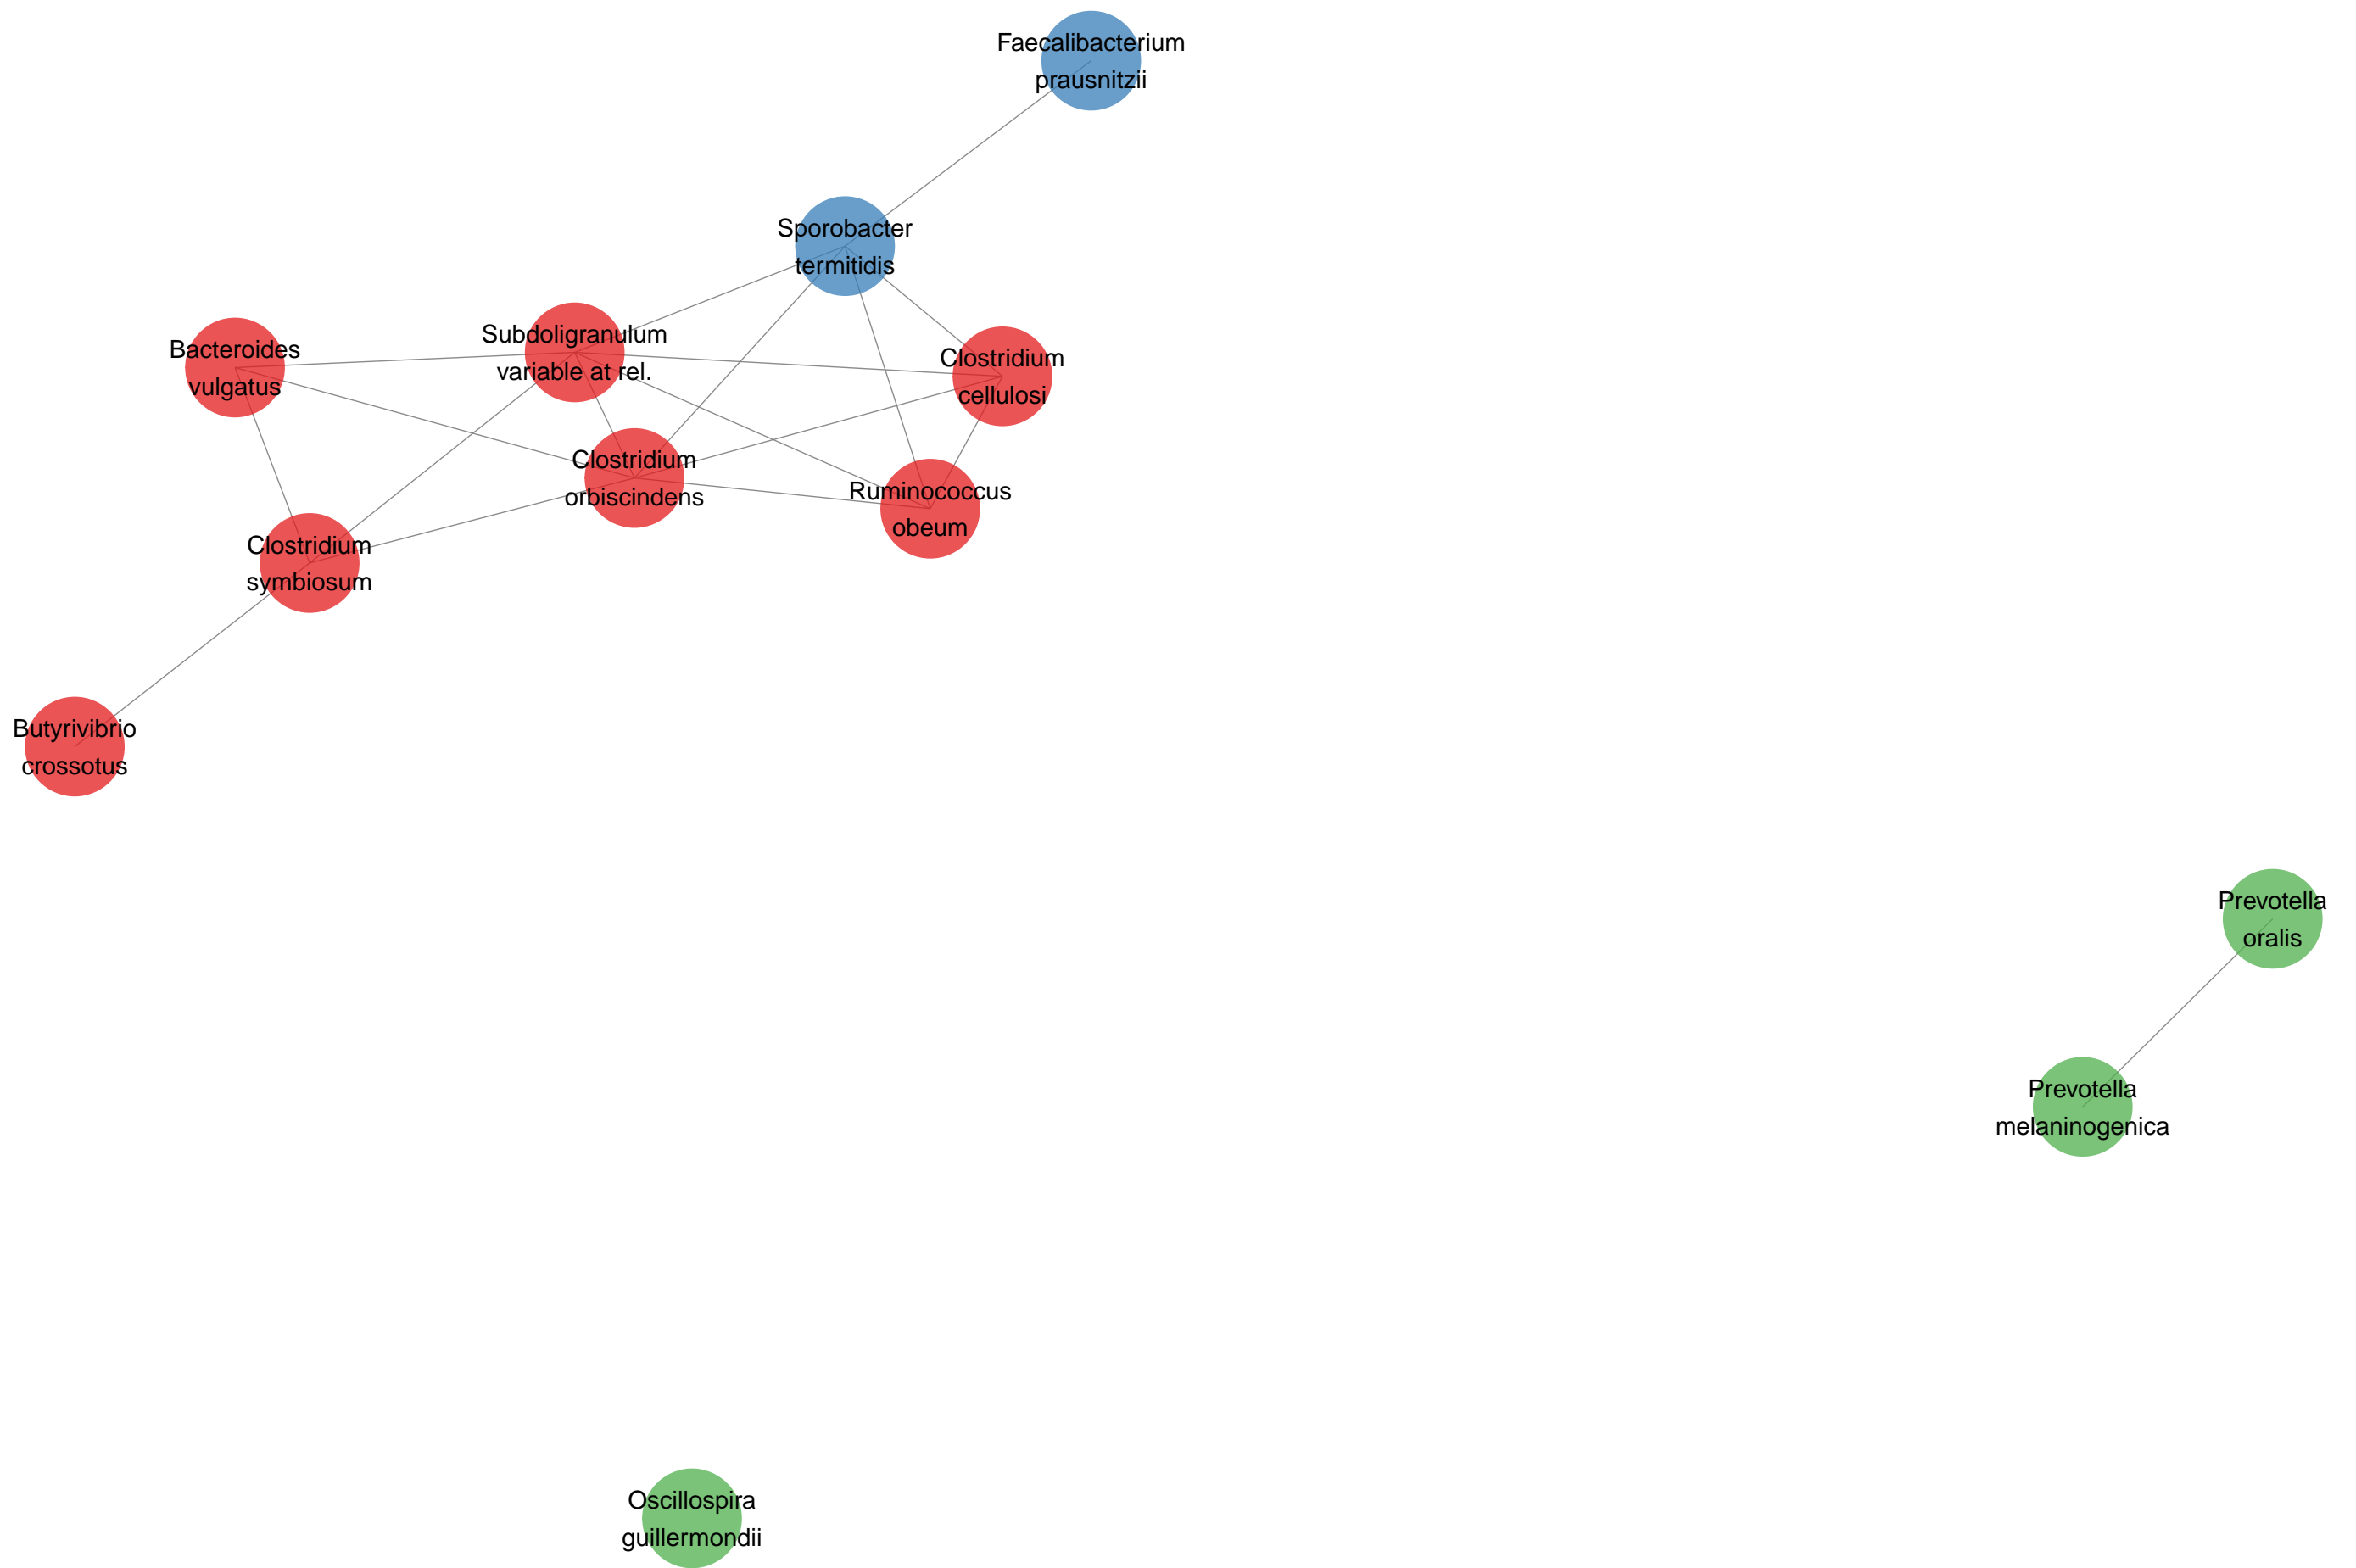 Faecalibacterium
prausnitzii
Sporobacter
termitidis
Subdoligranulum
variable at rel.
Bacteroides
vulgatus
Clostridium
cellulosi
Clostridium
orbiscindens
Ruminococcus
obeum
Clostridium
symbiosum
Butyrivibrio
crossotus
Prevotella
oralis
Prevotella
melaninogenica
Oscillospira
guillermondii